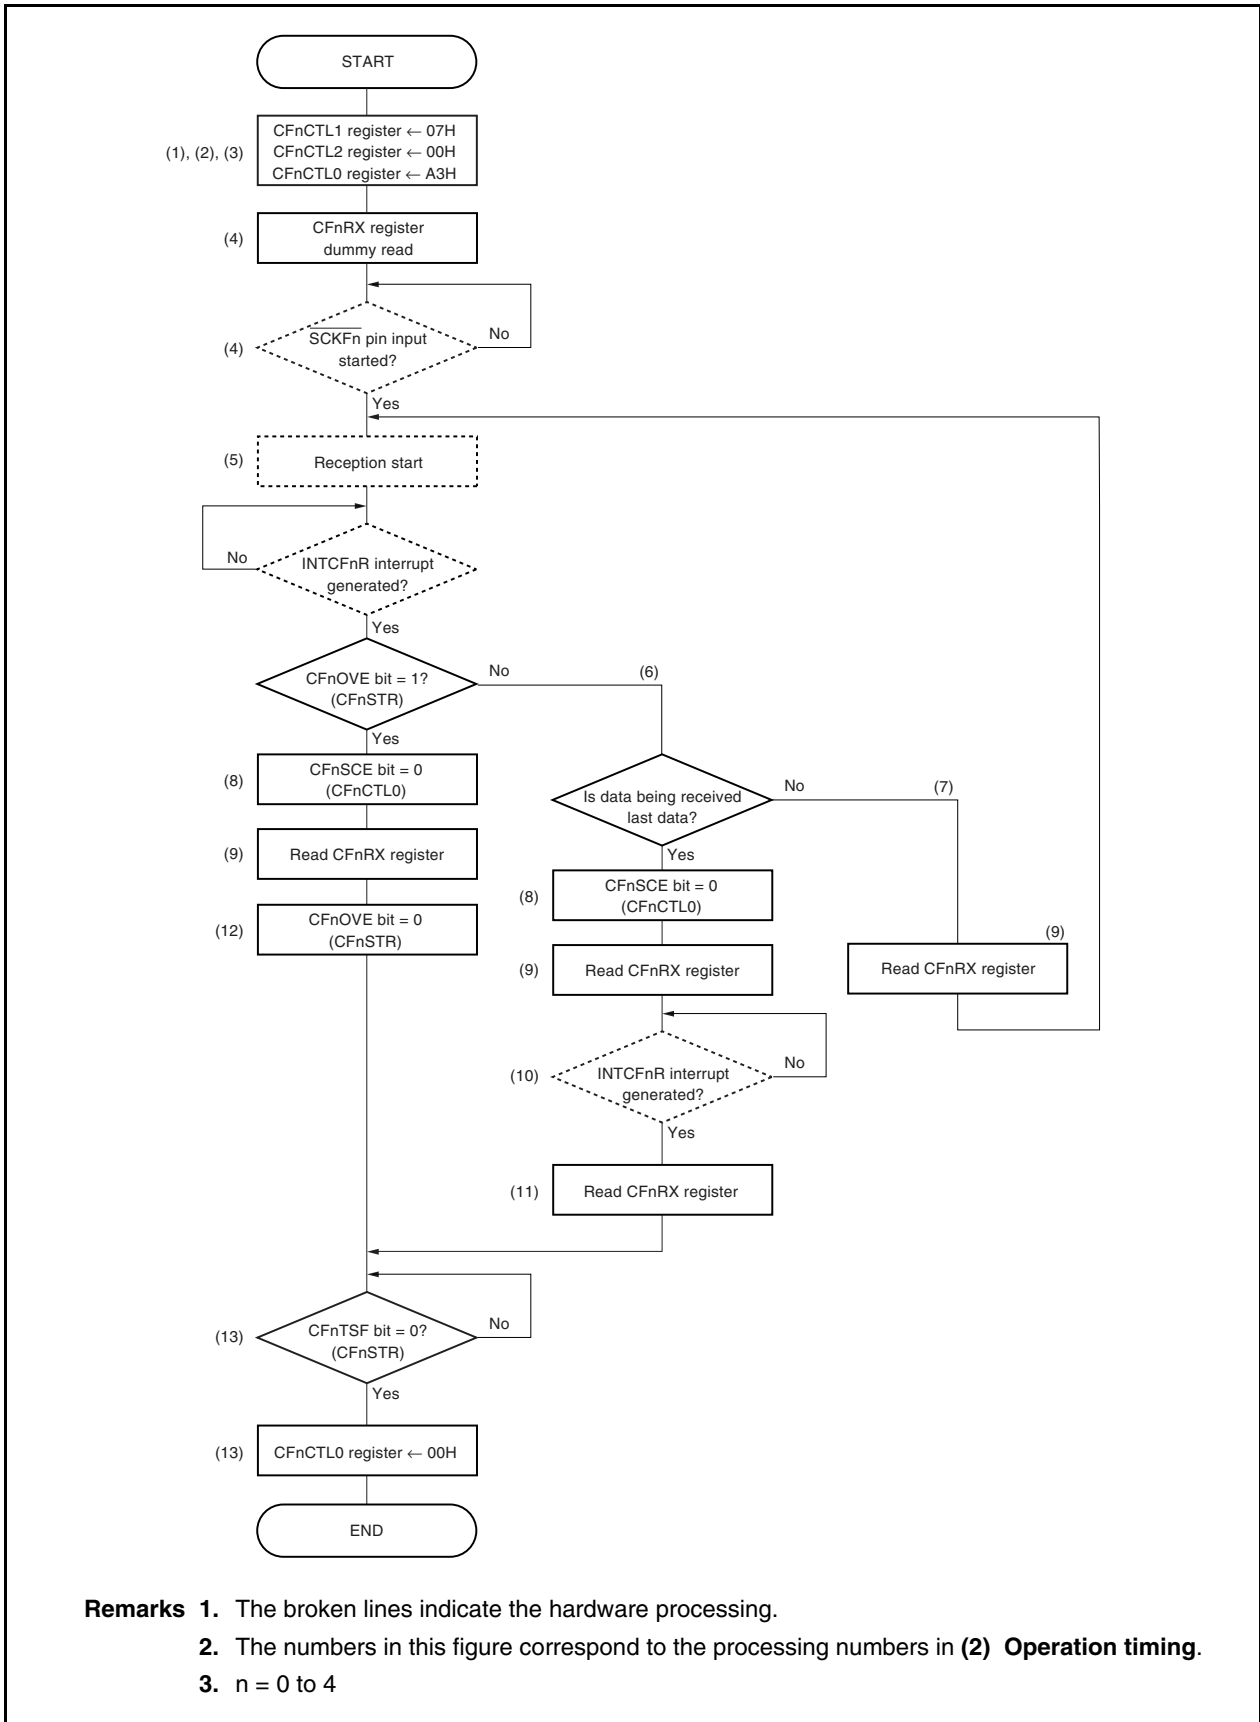 START
(1), (2), (3)
CFnCTL1 register ← 07H
CFnCTL2 register ← 00H
CFnCTL0 register ← A3H
(4)
CFnRX register
dummy read
(4)
SCKFn pin input
started?
No
Yes
(5)
Reception start
No
INTCFnR interrupt
generated?
Yes
CFnOVE bit = 1?
(CFnSTR)
No
(6)
Yes
(8)
CFnSCE bit = 0
(CFnCTL0)
Is data being received
last data?
No
(7)
Yes
(9)
Read CFnRX register
(8)
CFnSCE bit = 0
(CFnCTL0)
(12)
CFnOVE bit = 0
(CFnSTR)
(9)
Read CFnRX register
(9)
Read CFnRX register
(10)
INTCFnR interrupt
generated?
No
Yes
(11)
Read CFnRX register
(13)
CFnTSF bit = 0?
(CFnSTR)
No
Yes
(13)
CFnCTL0 register ← 00H
END
Remarks 1. The broken lines indicate the hardware processing.
2. The numbers in this figure correspond to the processing numbers in (2) Operation timing.
3. n = 0 to 4